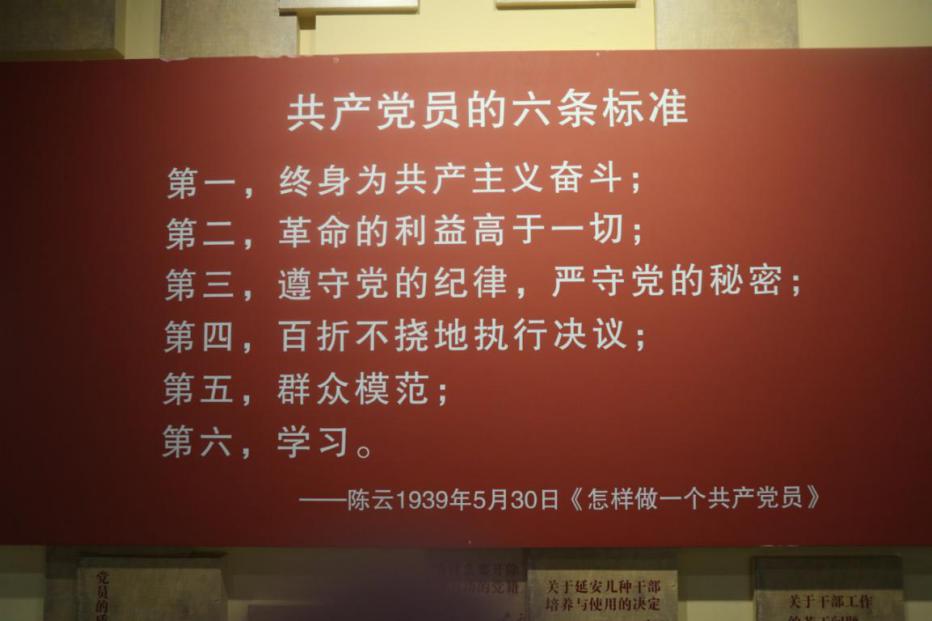 共产党员的六条标准
第一，终身为共产主义奋斗；
第二，革命的利益高于一切；
第三，遵守党的纪律，严守党的秘密；
第四，百折不挠地执行决议；
第五，群众模范；
第六，学习。
——陈云1939年5月30日《怎样做一个共产党员》
党员的
关于延安几种干部
培养与使用的决定
关于干部工作